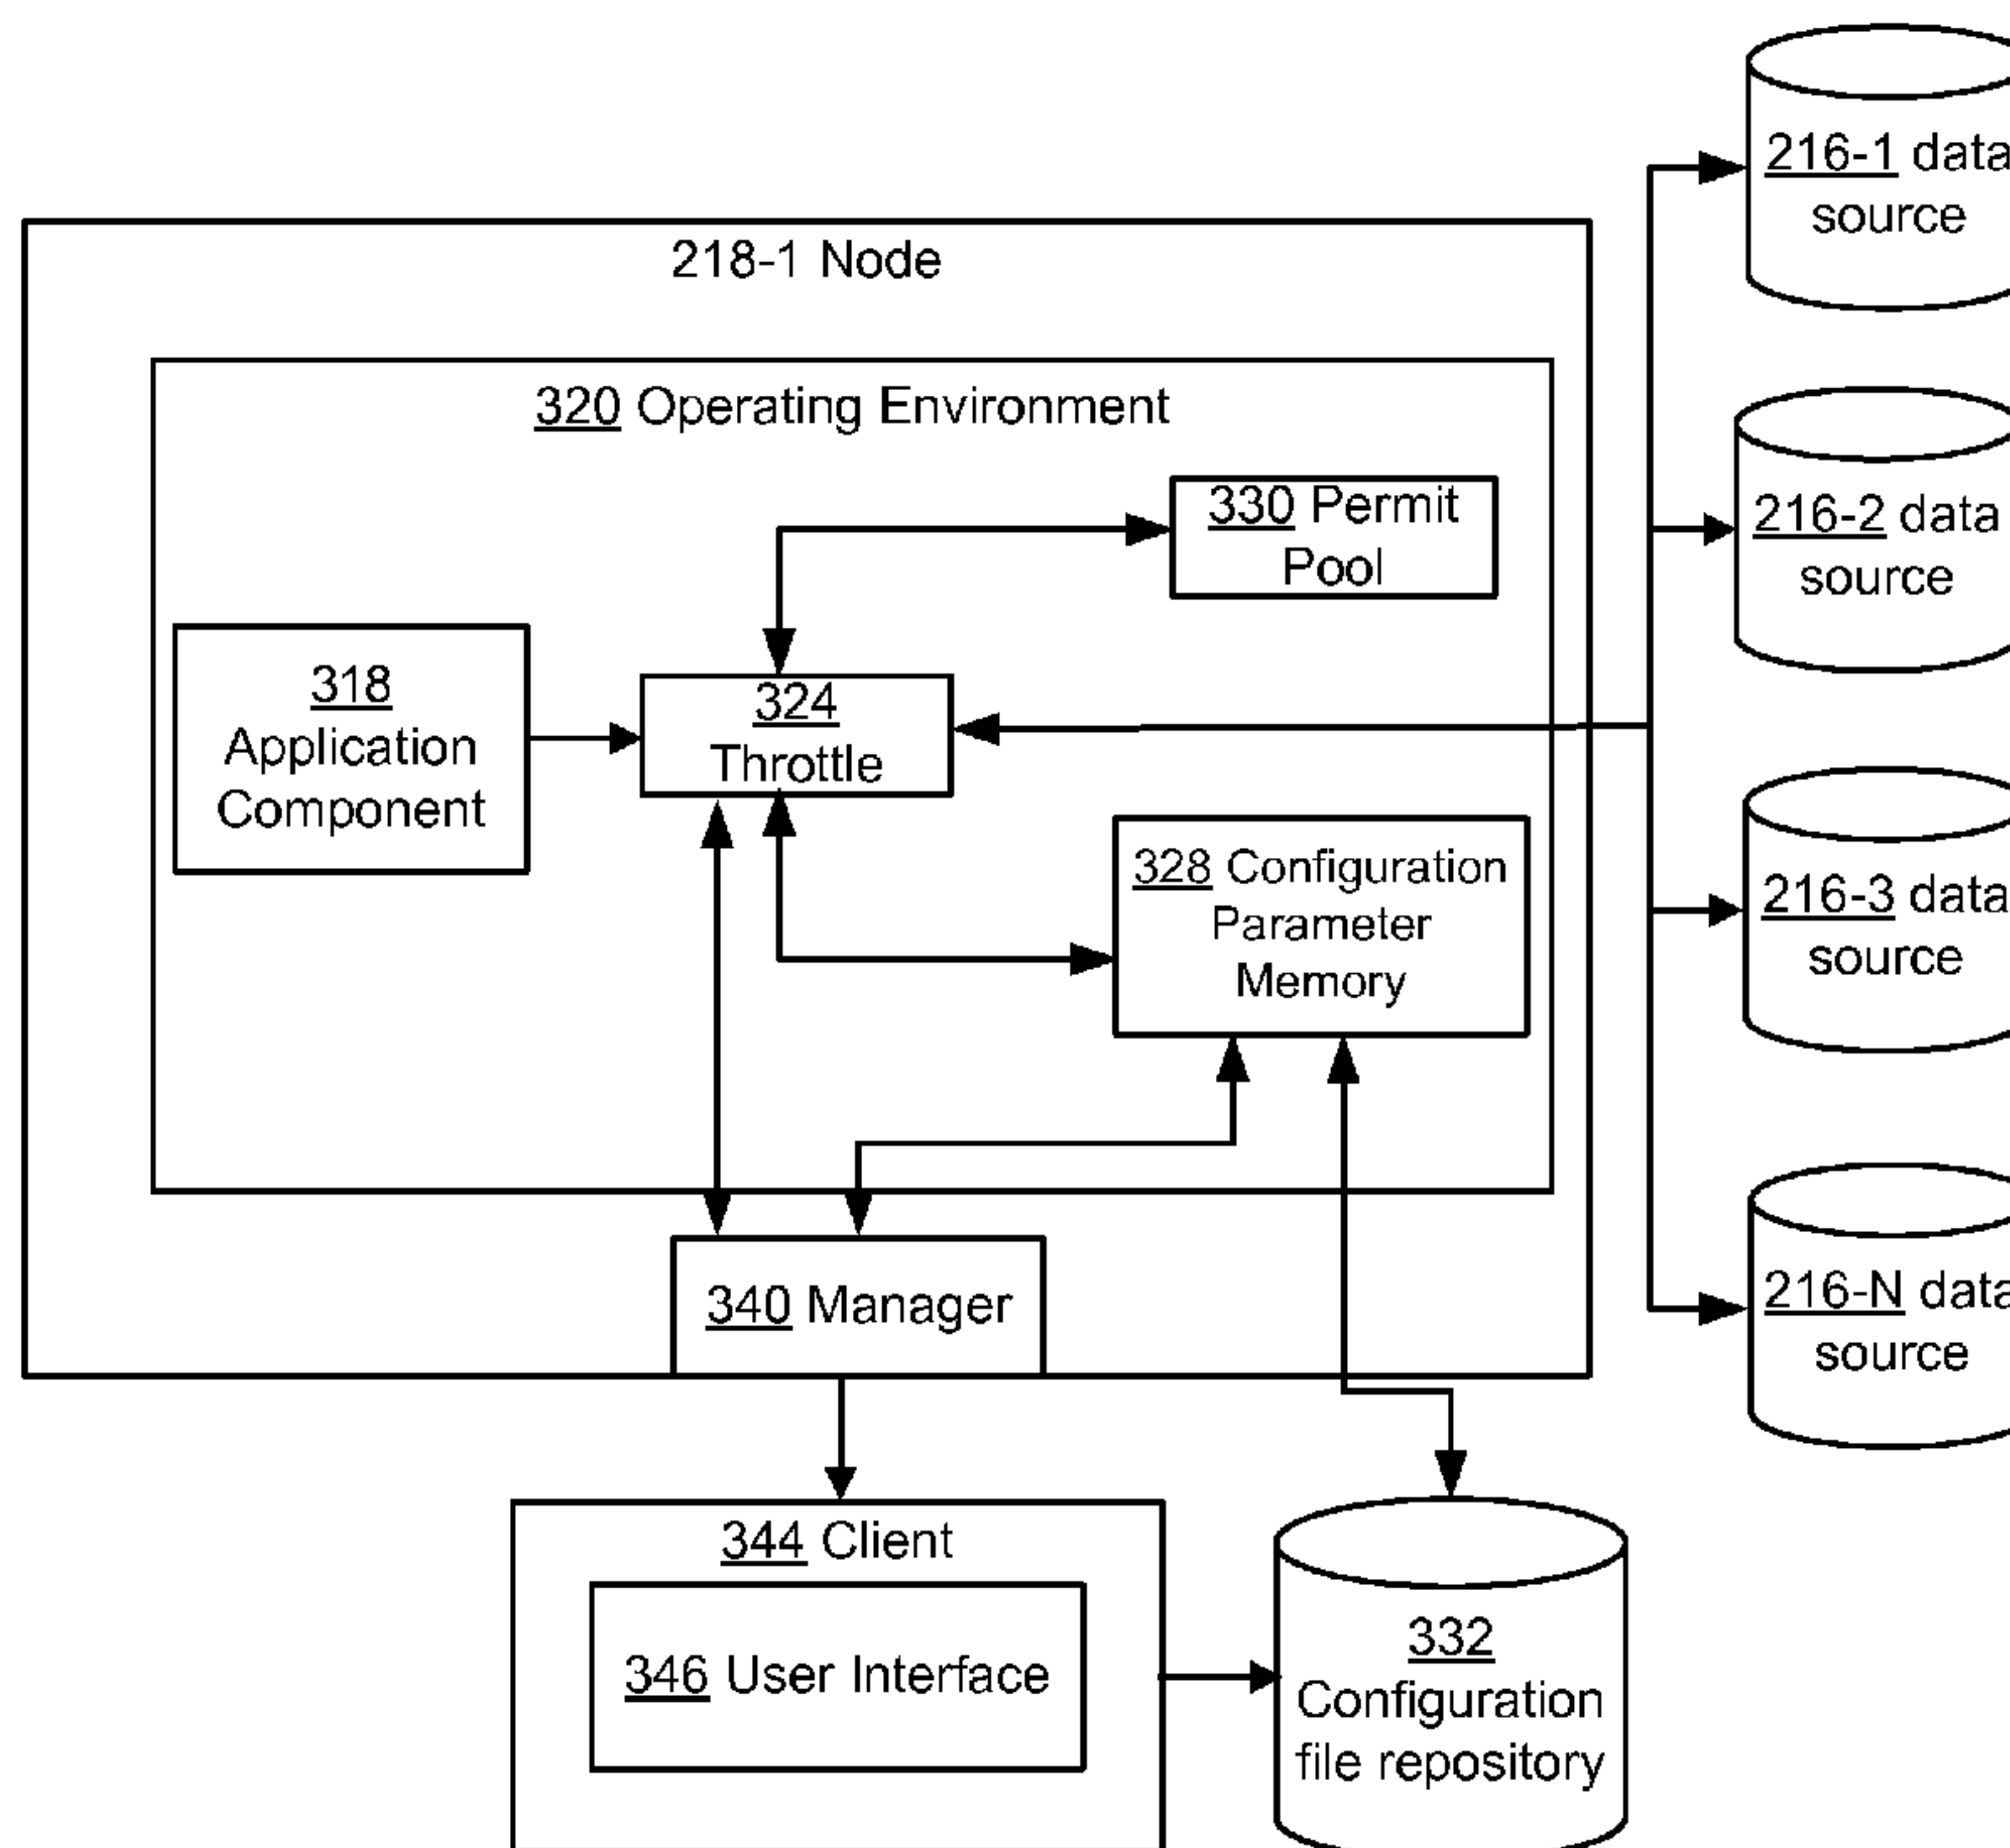 218-1 Node
320 Operating Environment
330 Permit
Pool
318
Application
Component
324
Throttle
328 Configuration
Parameter
Memory
340 Manager
344 Client
346 User Interface
332
Configuration
file repository
216-1 data
source
216-2 data
source
216-3 data
source
216-N data
source